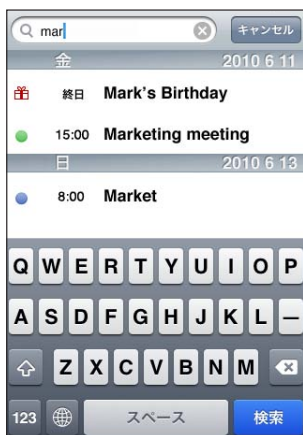 mar
キャンセル
金 2010 6 11
終日 Mark's Birthday
15:00 Marketing meeting
日 2010 6 13
8:00 Market
Q W E R T Y U I O P
A S D F G H J K L ー
Z X C V B N M
123 スペース 検索